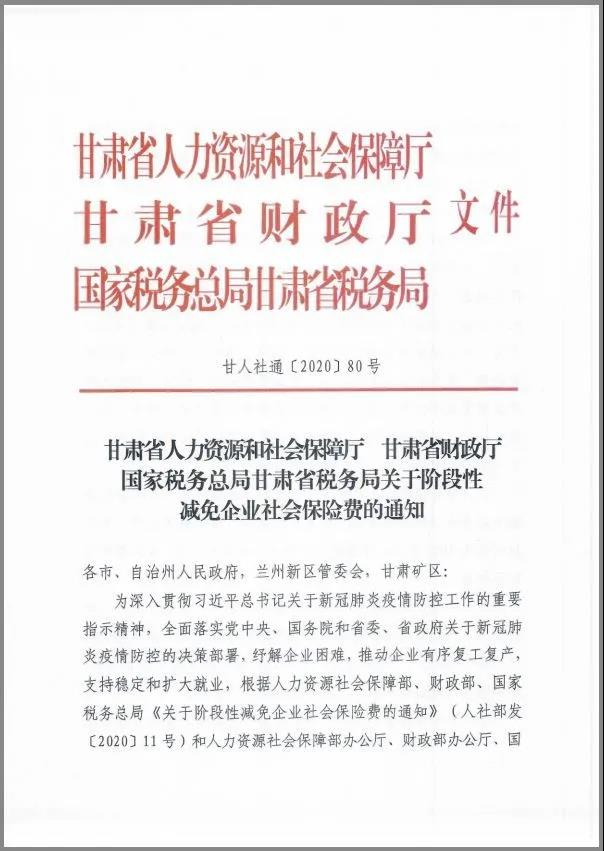 甘肃省人力资源和社会保障厅
甘肃省财政厅 文件
国家税务总局甘肃省税务局
甘人社通〔2020〕80号
甘肃省人力资源和社会保障厅 甘肃省财政厅
国家税务总局甘肃省税务局关于阶段性
减免企业社会保险费的通知
各市、自治州人民政府，兰州新区管委会，甘肃矿区：
为深入贯彻习近平总书记关于新冠肺炎疫情防控工作的重要
指示精神，全面落实党中央、国务院和省委、省政府关于新冠肺
炎疫情防控的决策部署，纾解企业困难，推动企业有序复工复产，
支持稳定和扩大就业，根据人力资源社会保障部、财政部、国家
税务总局《关于阶段性减免企业社会保险费的通知》（人社部发
〔2020〕11号）和人力资源社会保障部办公厅、财政部办公厅、国